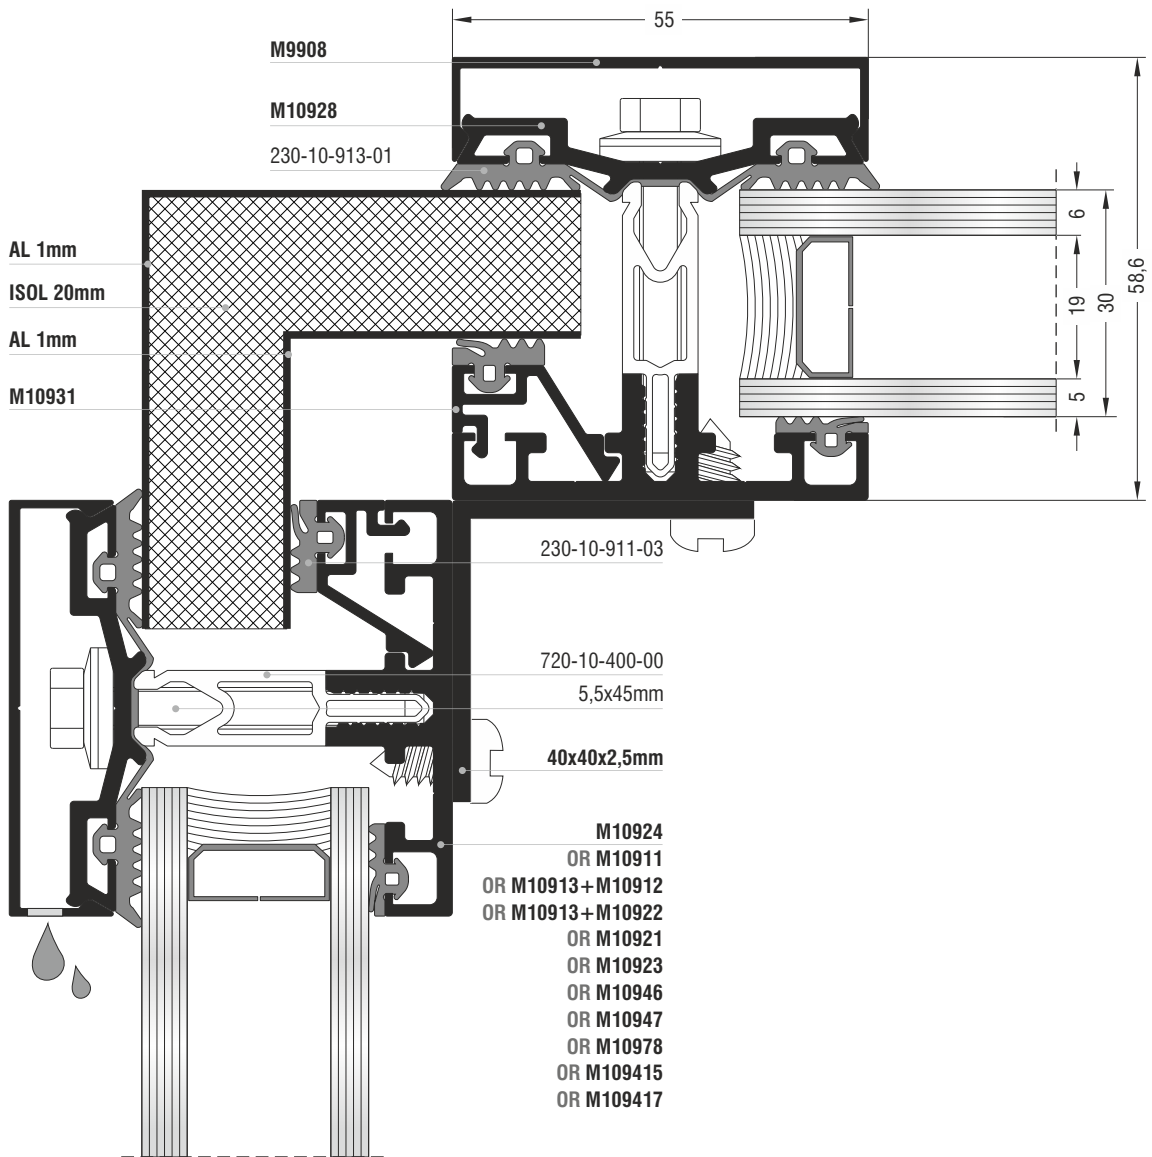 55
M9908
M10928
230-10-913-01
6
58,6
19
30
5
AL 1mm
ISOL 20mm
AL 1mm
M10931
230-10-911-03
720-10-400-00
5,5x45mm
40x40x2,5mm
M10924
OR M10911
OR M10913+M10912
OR M10913+M10922
OR M10921
OR M10923
OR M10946
OR M10947
OR M10978
OR M109415
OR M109417